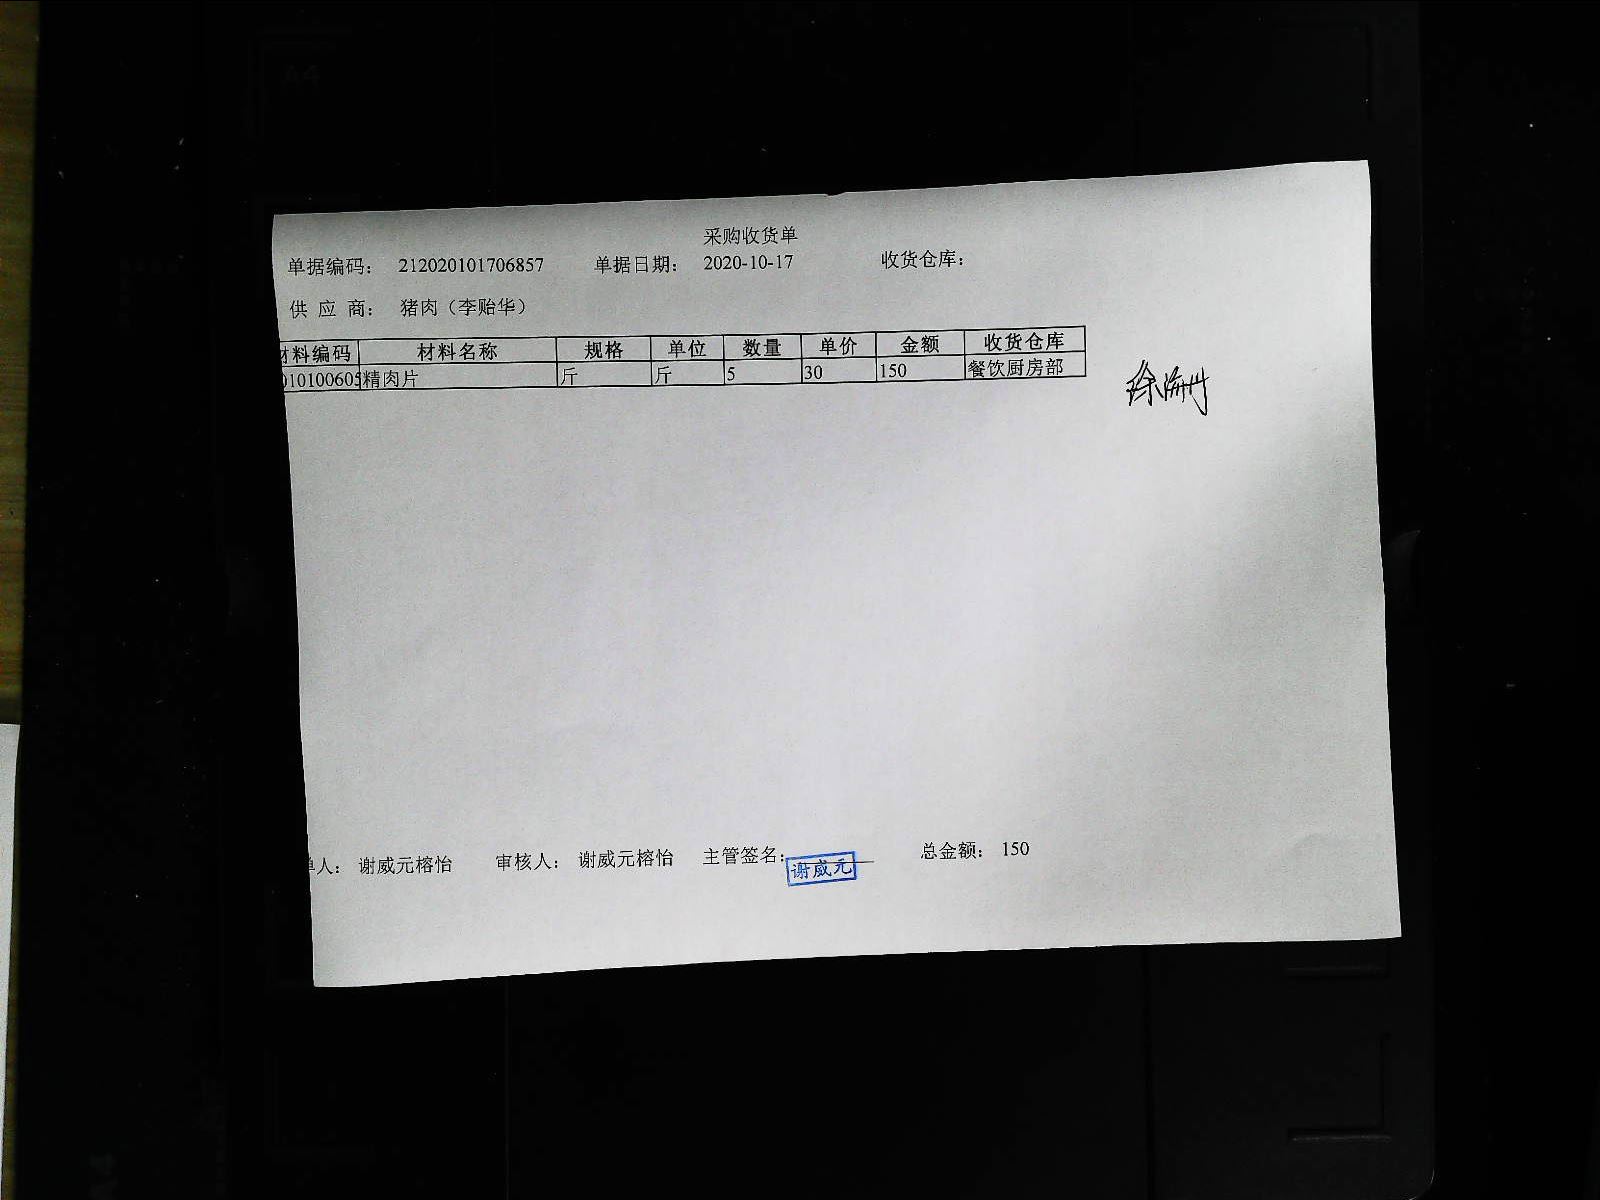 采购收货单
单据编码： 212020101706857 单据日期： 2020-10-17 收货仓库：
供 应 商： 猪肉（李贻华）
材料编码 材料名称 规格 单位 数量 单价 金额 收货仓库
010100605 精肉片 斤 斤 5 30 150 餐饮厨房部
单人： 谢威元榕怡 审核人： 谢威元榕怡 主管签名： 总金额： 150
谢威元
A4